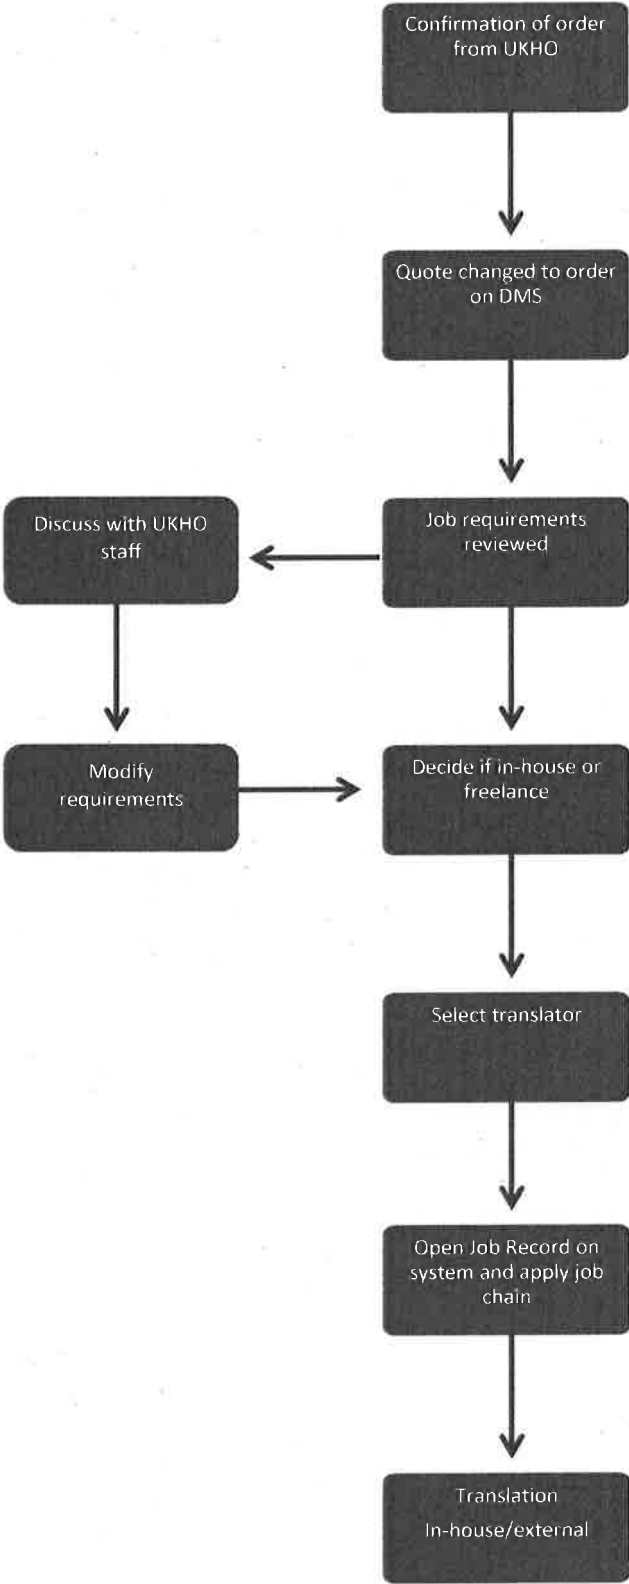 Confirmation of order
from UKHO
Quote changed to order
on DMS
Job requirements
reviewed
Discuss with UKHO
staff
Modify
requirements
Decide if in-house or
freelance
Select translator
Open Job Record on
system and apply job
chain
Translation
In-house/external